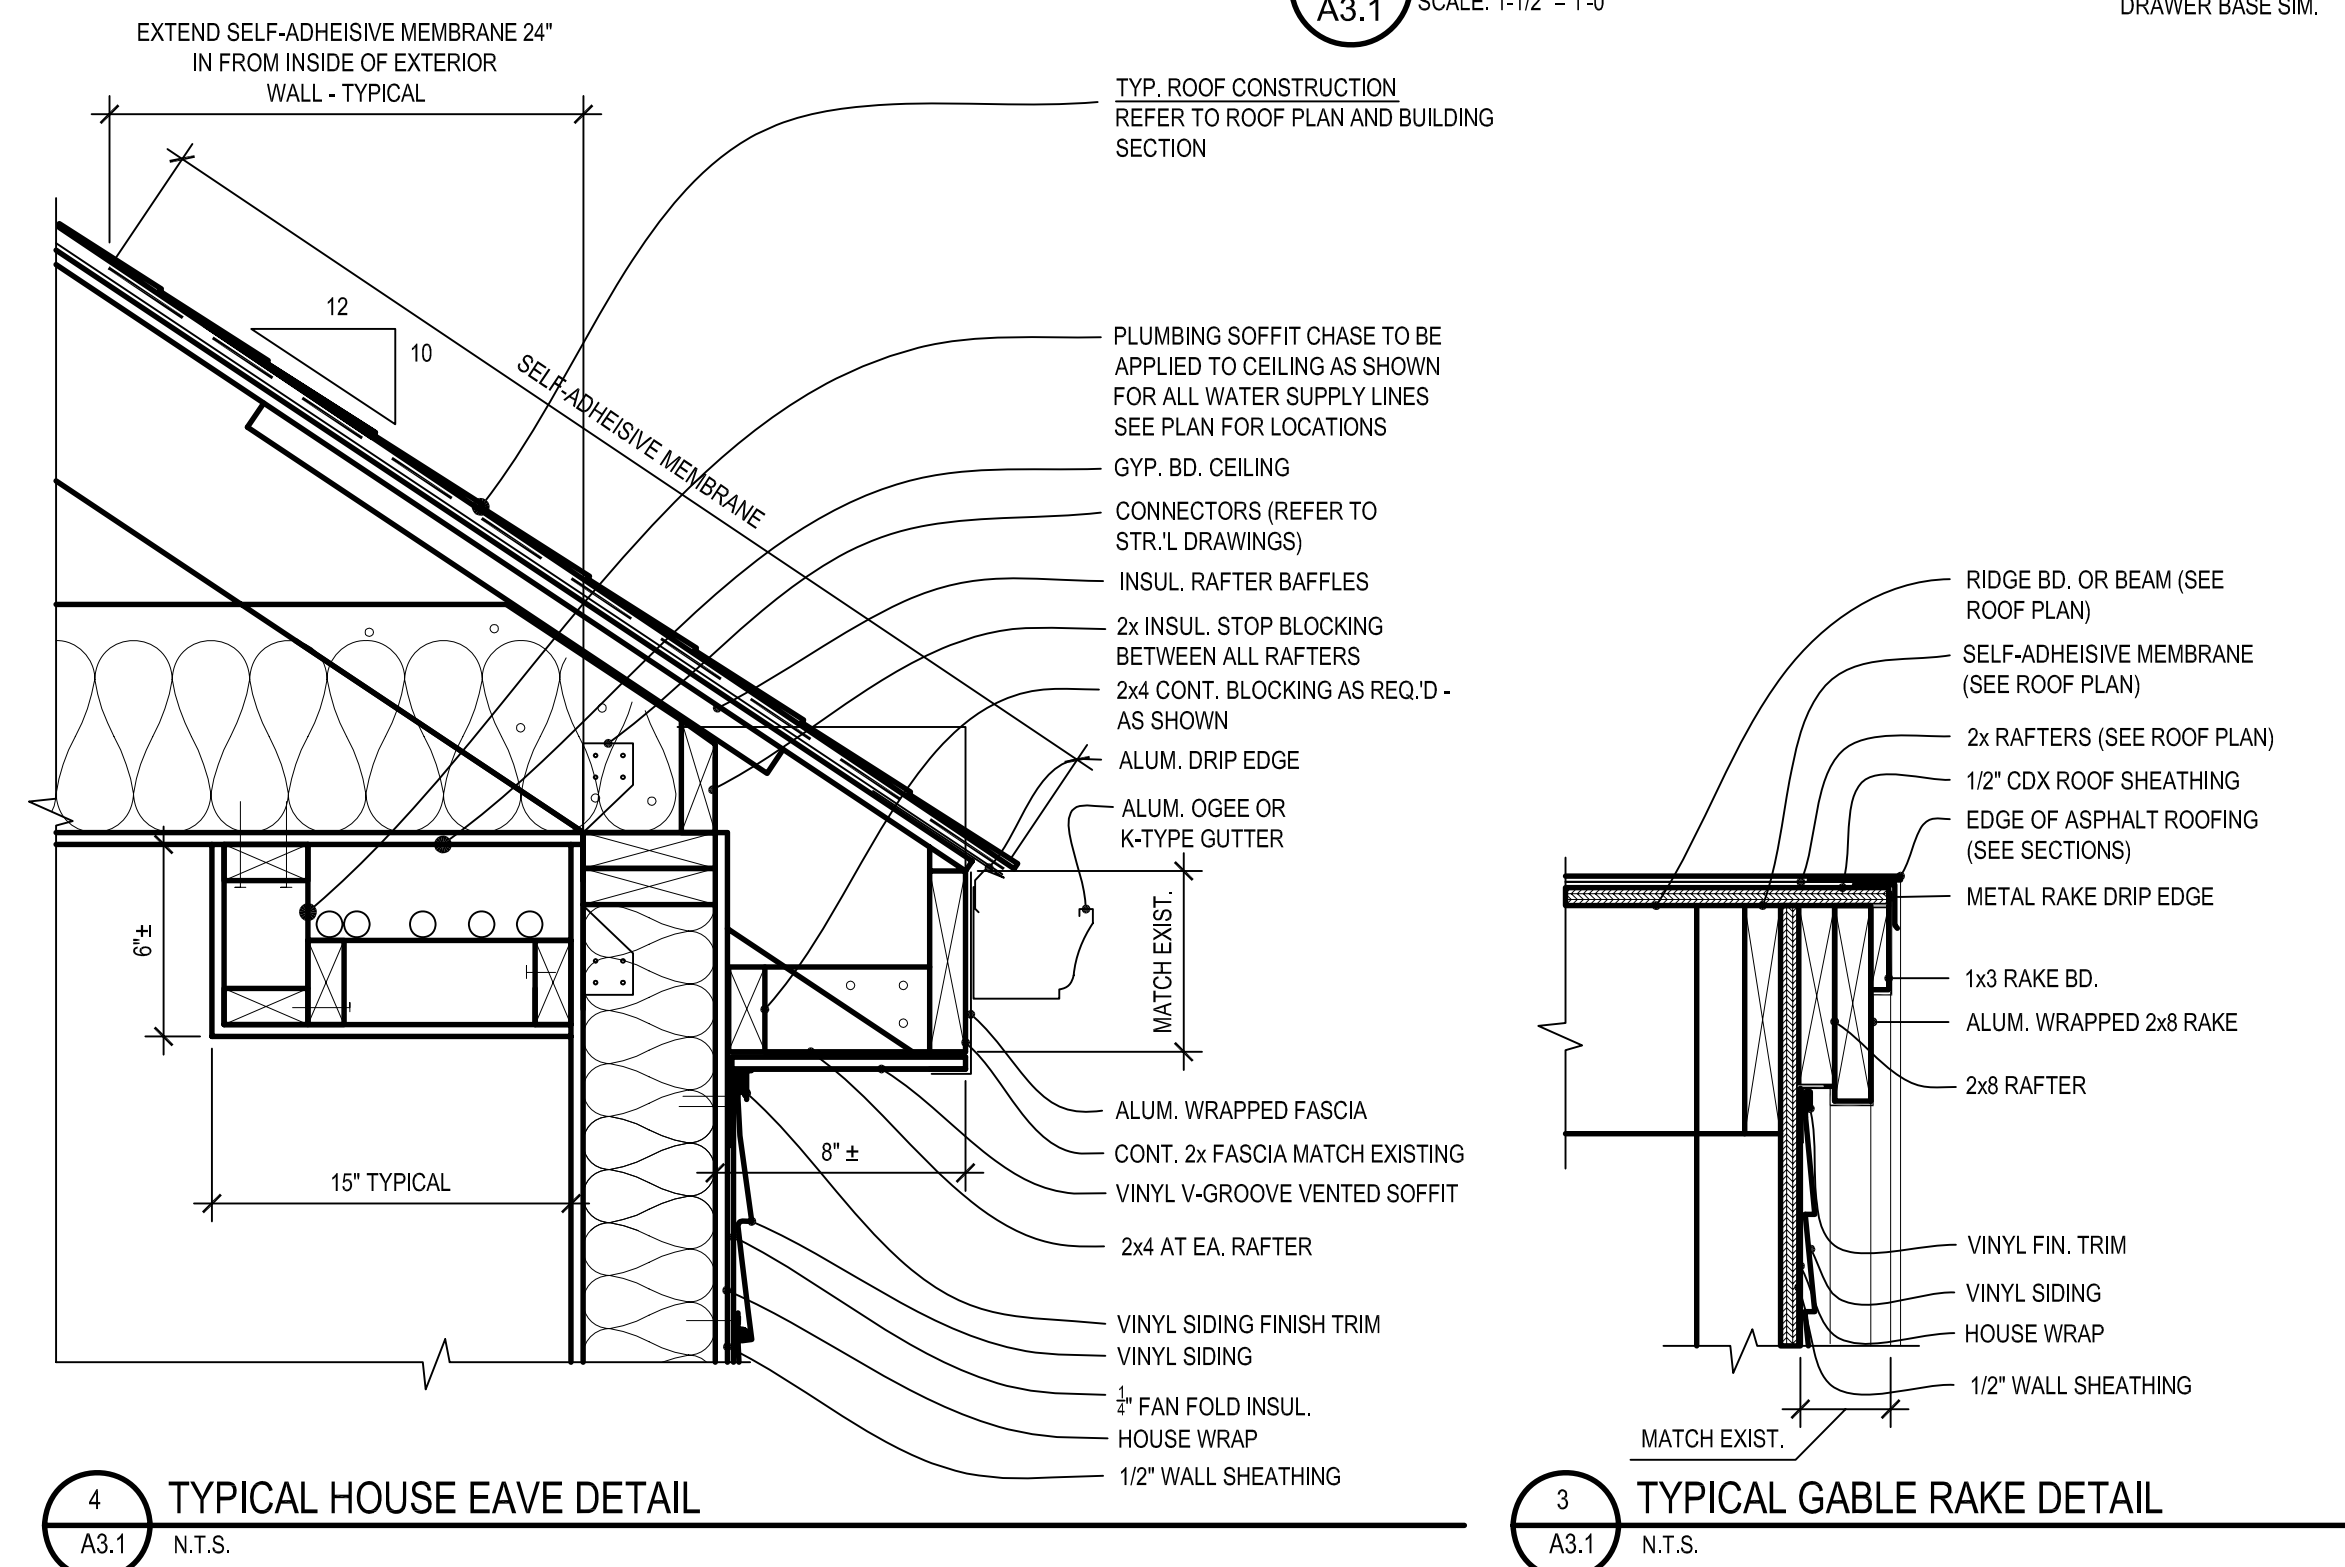 A3.1
SCALE: 1-1/2" = 1'-0"
DRAWER BASE SIM.
EXTEND SELF-ADHEISIVE MEMBRANE 24"
IN FROM INSIDE OF EXTERIOR
WALL - TYPICAL
TYP. ROOF CONSTRUCTION
REFER TO ROOF PLAN AND BUILDING
SECTION
12
10
SELF-ADHEISIVE MEMBRANE
PLUMBING SOFFIT CHASE TO BE
APPLIED TO CEILING AS SHOWN
FOR ALL WATER SUPPLY LINES
SEE PLAN FOR LOCATIONS
GYP. BD. CEILING
CONNECTORS (REFER TO
STR.'L DRAWINGS)
INSUL. RAFTER BAFFLES
2x INSUL. STOP BLOCKING
BETWEEN ALL RAFTERS
2x4 CONT. BLOCKING AS REQ.'D -
AS SHOWN
ALUM. DRIP EDGE
ALUM. OGEE OR
K-TYPE GUTTER
MATCH EXIST.
6"±
15" TYPICAL
8" ±
ALUM. WRAPPED FASCIA
CONT. 2x FASCIA MATCH EXISTING
VINYL V-GROOVE VENTED SOFFIT
2x4 AT EA. RAFTER
VINYL SIDING FINISH TRIM
VINYL SIDING
1/4" FAN FOLD INSUL.
HOUSE WRAP
1/2" WALL SHEATHING
4
A3.1
TYPICAL HOUSE EAVE DETAIL
N.T.S.
RIDGE BD. OR BEAM (SEE
ROOF PLAN)
SELF-ADHEISIVE MEMBRANE
(SEE ROOF PLAN)
2x RAFTERS (SEE ROOF PLAN)
1/2" CDX ROOF SHEATHING
EDGE OF ASPHALT ROOFING
(SEE SECTIONS)
METAL RAKE DRIP EDGE
1x3 RAKE BD.
ALUM. WRAPPED 2x8 RAKE
2x8 RAFTER
VINYL FIN. TRIM
VINYL SIDING
HOUSE WRAP
1/2" WALL SHEATHING
MATCH EXIST.
3
A3.1
TYPICAL GABLE RAKE DETAIL
N.T.S.